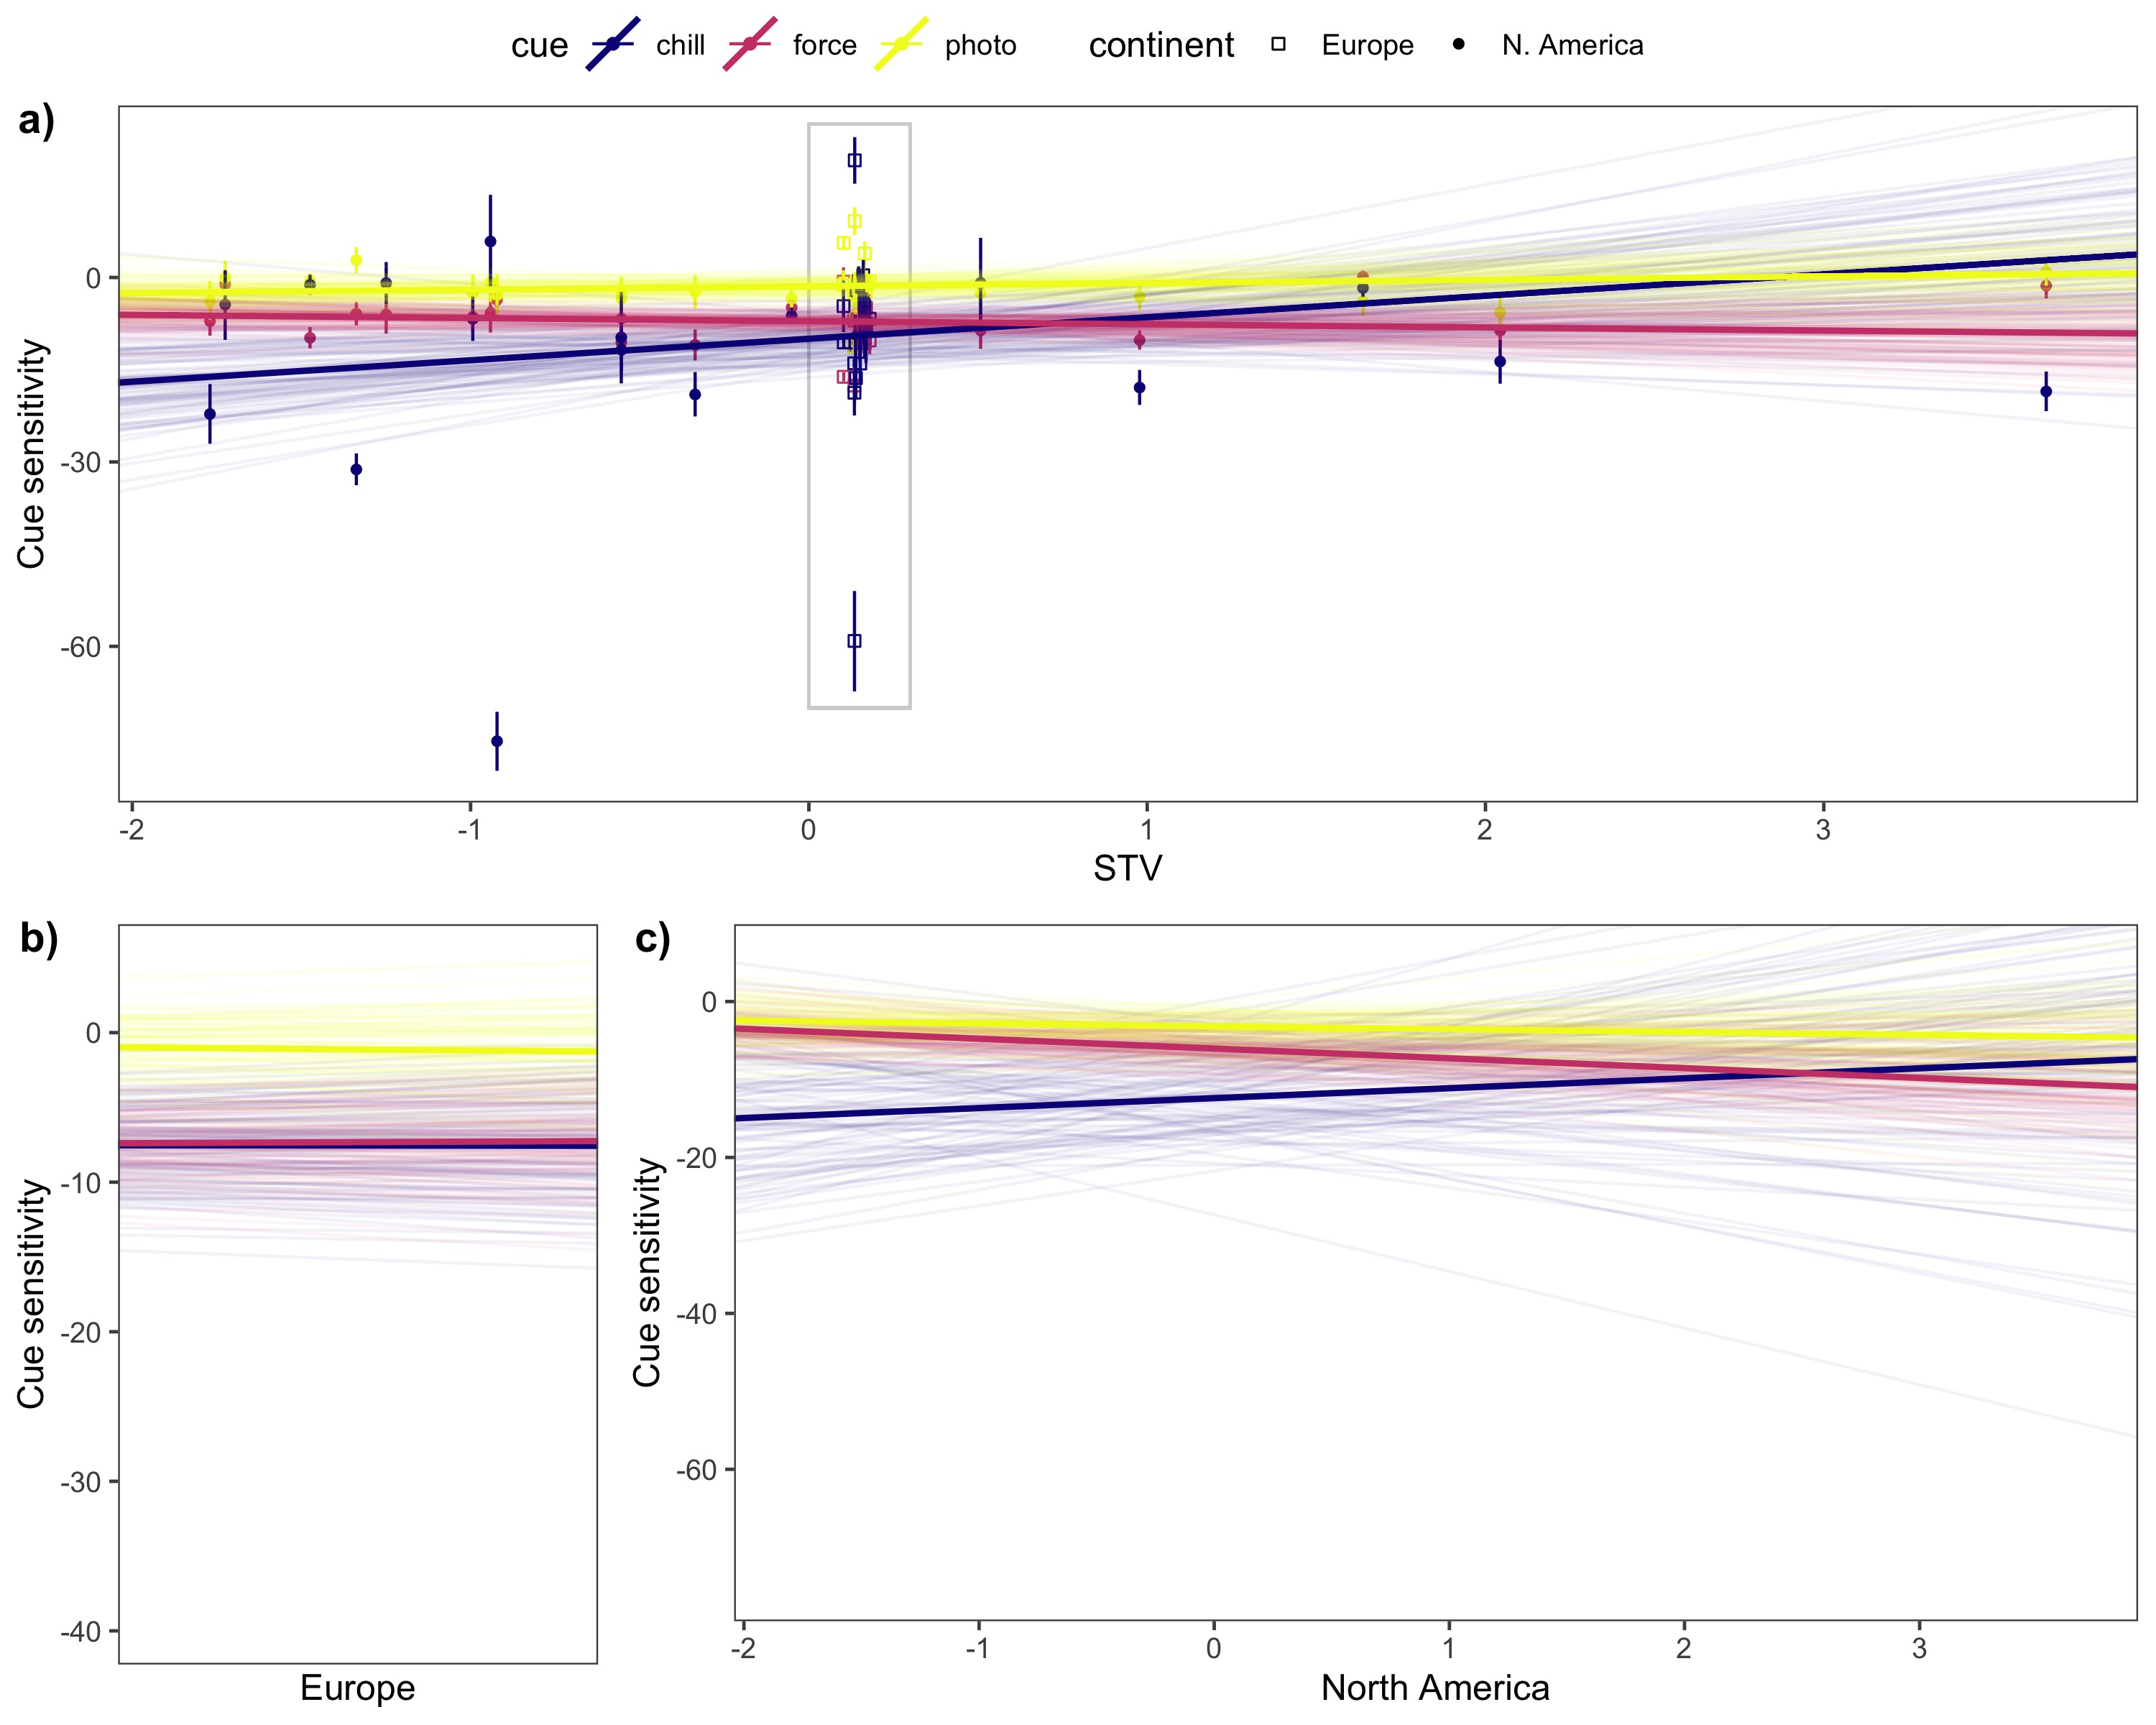 cue chill force photo continent Europe N. America
a)
Cue sensitivity
0
-30
-60
-2 -1 0 1 2 3
STV
b)
Cue sensitivity
0
-10
-20
-30
-40
Europe
c)
Cue sensitivity
0
-20
-40
-60
-2 -1 0 1 2 3
North America